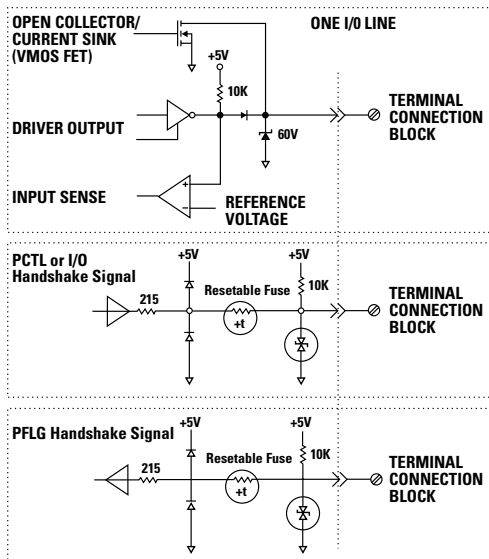 OPEN COLLECTOR/
CURRENT SINK
(VMOS FET)
ONE I/0 LINE
+5V
10K
DRIVER OUTPUT
60V
TERMINAL
CONNECTION
BLOCK
INPUT SENSE
+
–
REFERENCE
VOLTAGE
PCTL or I/O
Handshake Signal
+5V
+5V
215
Resetable Fuse
10K
+t
TERMINAL
CONNECTION
BLOCK
PFLG Handshake Signal
+5V
+5V
215
Resetable Fuse
10K
+t
TERMINAL
CONNECTION
BLOCK